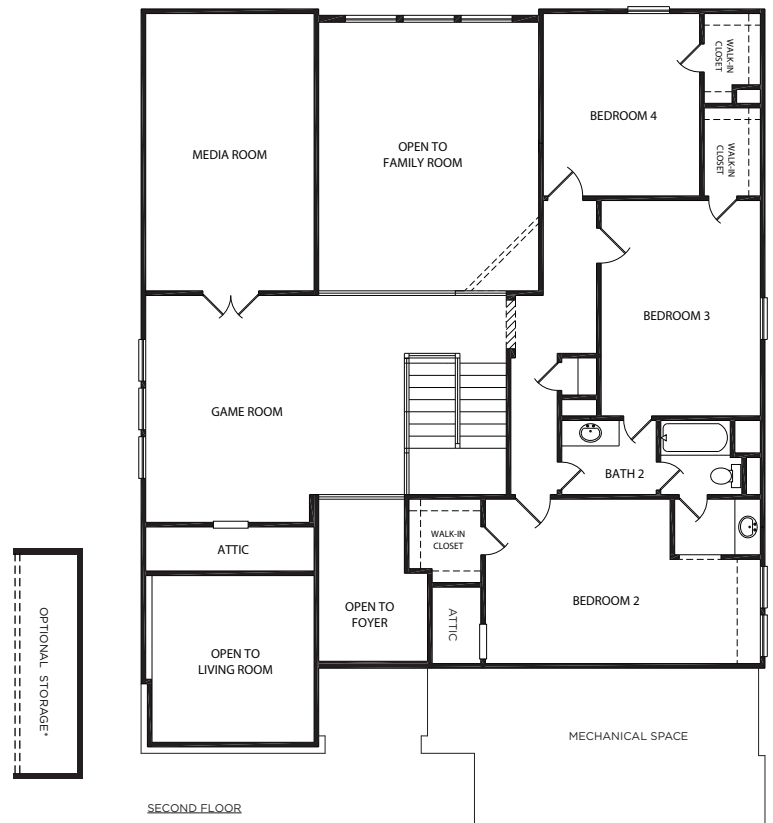 WALK-IN
CLOSET
BEDROOM 4
MEDIA ROOM
OPEN TO
FAMILY ROOM
WALK-IN
CLOSET
BEDROOM 3
GAME ROOM
BATH 2
WALK-IN
CLOSET
ATTIC
BEDROOM 2
OPEN TO
FOYER
ATTIC
OPTIONAL STORAGE*
OPEN TO
LIVING ROOM
MECHANICAL SPACE
SECOND FLOOR